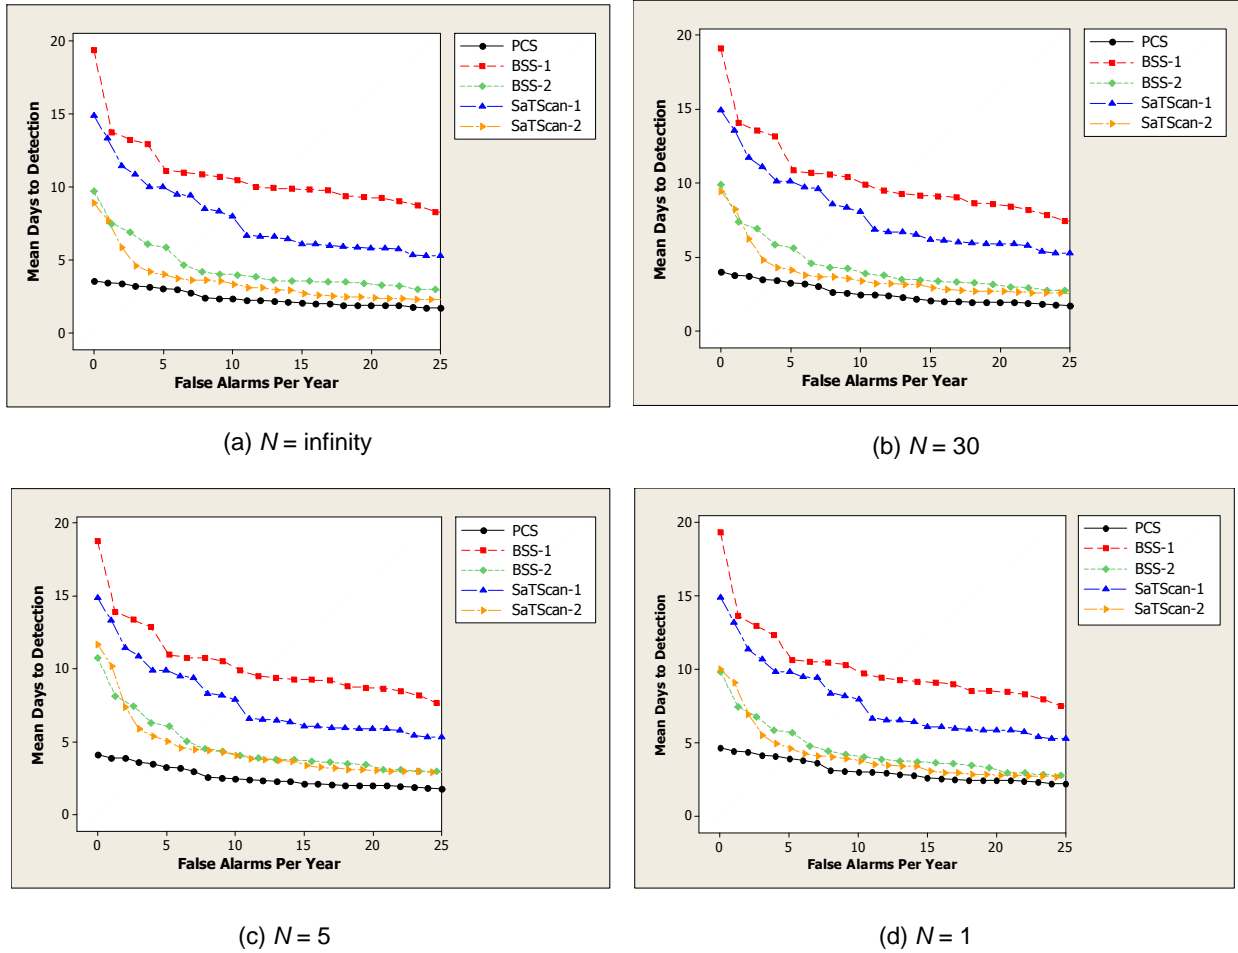 20
15
10
5
0
Mean Days to Detection
0 5 10 15 20 25
False Alarms Per Year
PCS
BSS-1
BSS-2
SaTScan-1
SaTScan-2
(a) N = infinity
20
15
10
5
0
Mean Days to Detection
0 5 10 15 20 25
False Alarms Per Year
PCS
BSS-1
BSS-2
SaTScan-1
SaTScan-2
(b) N = 30
20
15
10
5
0
Mean Days to Detection
0 5 10 15 20 25
False Alarms Per Year
PCS
BSS-1
BSS-2
SaTScan-1
SaTScan-2
(c) N = 5
20
15
10
5
0
Mean Days to Detection
0 5 10 15 20 25
False Alarms Per Year
PCS
BSS-1
BSS-2
SaTScan-1
SaTScan-2
(d) N = 1